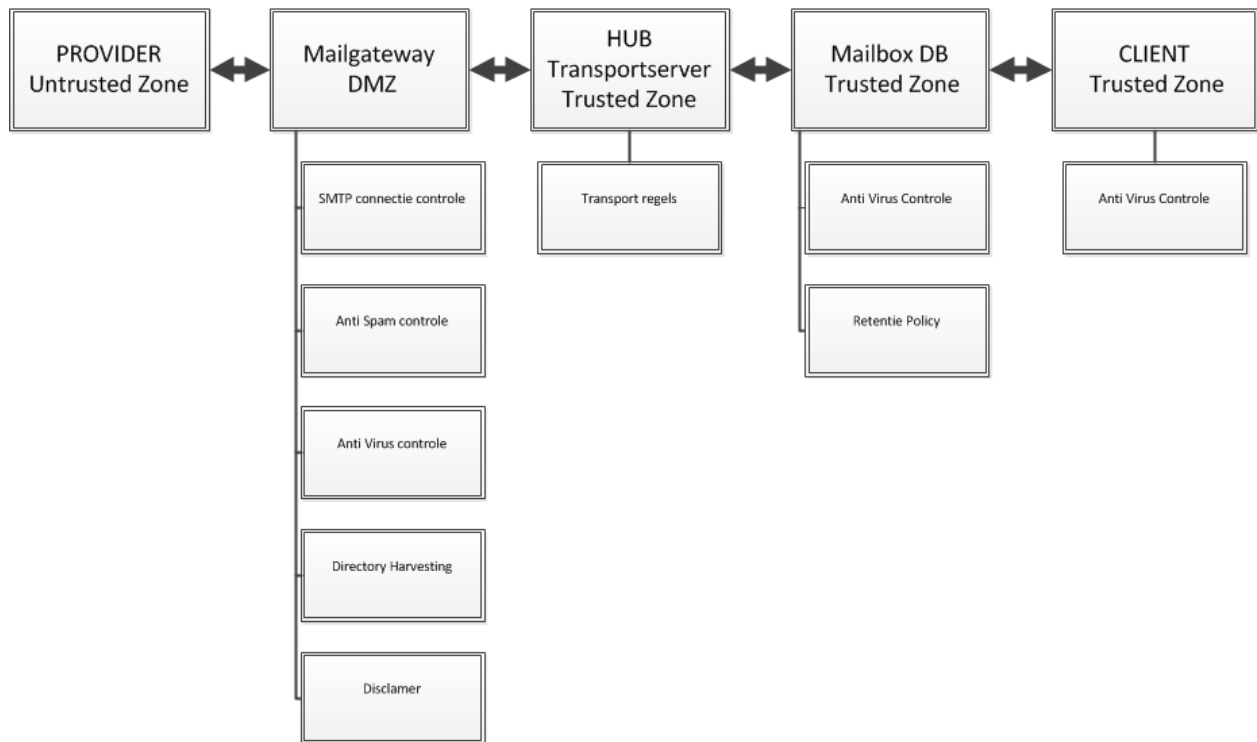 PROVIDER
Untrusted Zone
Mailgateway
DMZ
HUB
Transportserver
Trusted Zone
Mailbox DB
Trusted Zone
CLIENT
Trusted Zone
SMTP connectie controle
Anti Spam controle
Anti Virus controle
Directory Harvesting
Disclamer
Transport regels
Anti Virus Controle
Retentie Policy
Anti Virus Controle